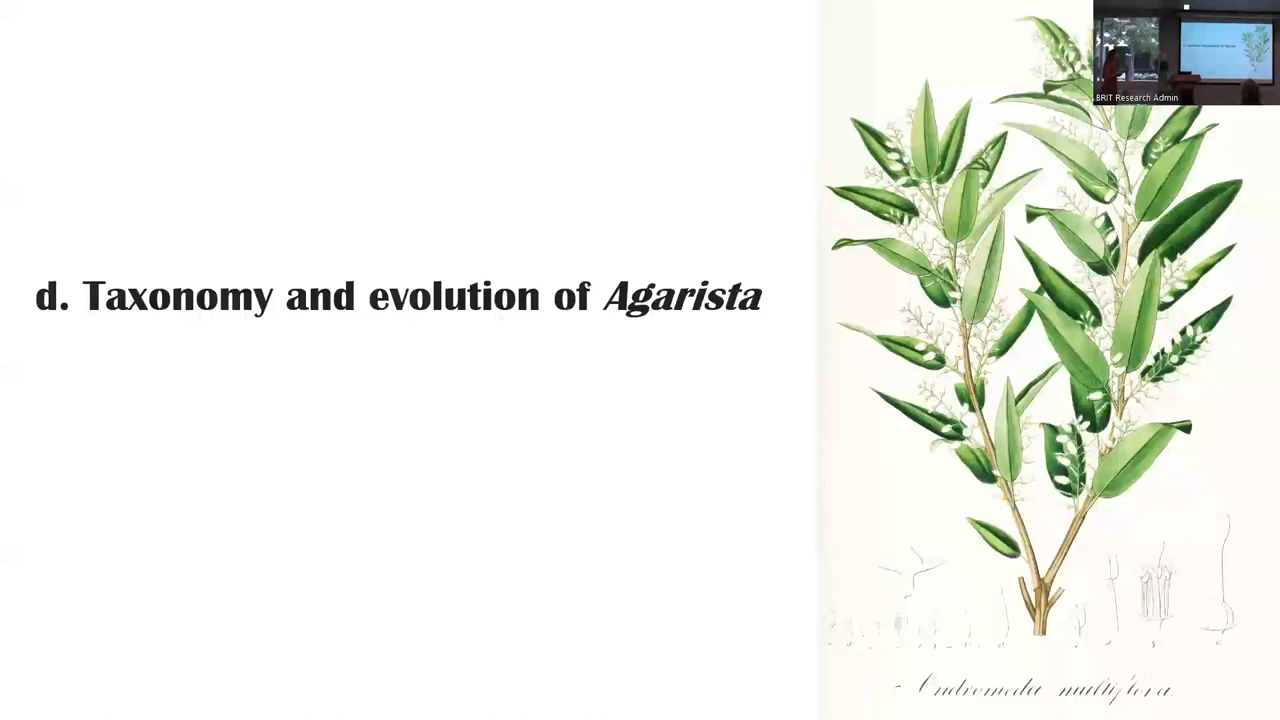 d. Taxonomy and evolution of Agarista
BRIT Research Admin
Andromeda multiflora.